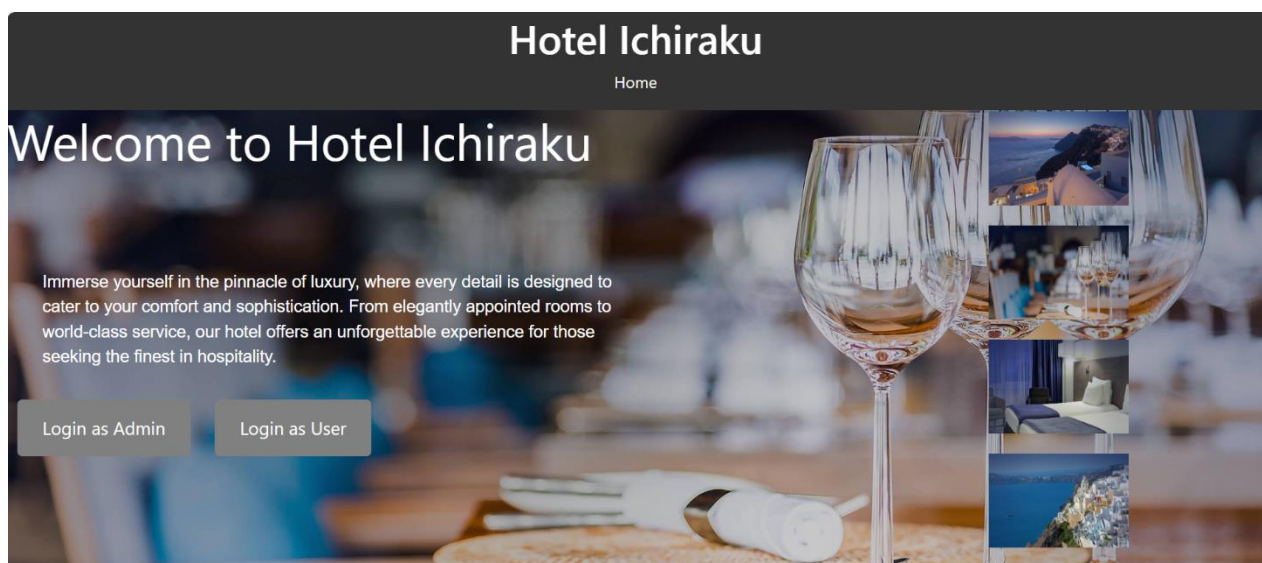 Hotel Ichiraku
Home
Welcome to Hotel Ichiraku
Immerse yourself in the pinnacle of luxury, where every detail is designed to
cater to your comfort and sophistication. From elegantly appointed rooms to
world-class service, our hotel offers an unforgettable experience for those
seeking the finest in hospitality.
Login as Admin
Login as User